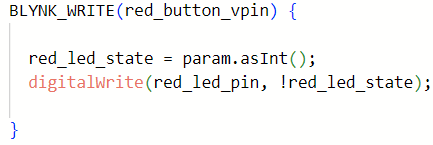 BLYNK_WRITE(red_button_vpin) {
red_led_state = param.asInt();
digitalWrite(red_led_pin, !red_led_state);
}